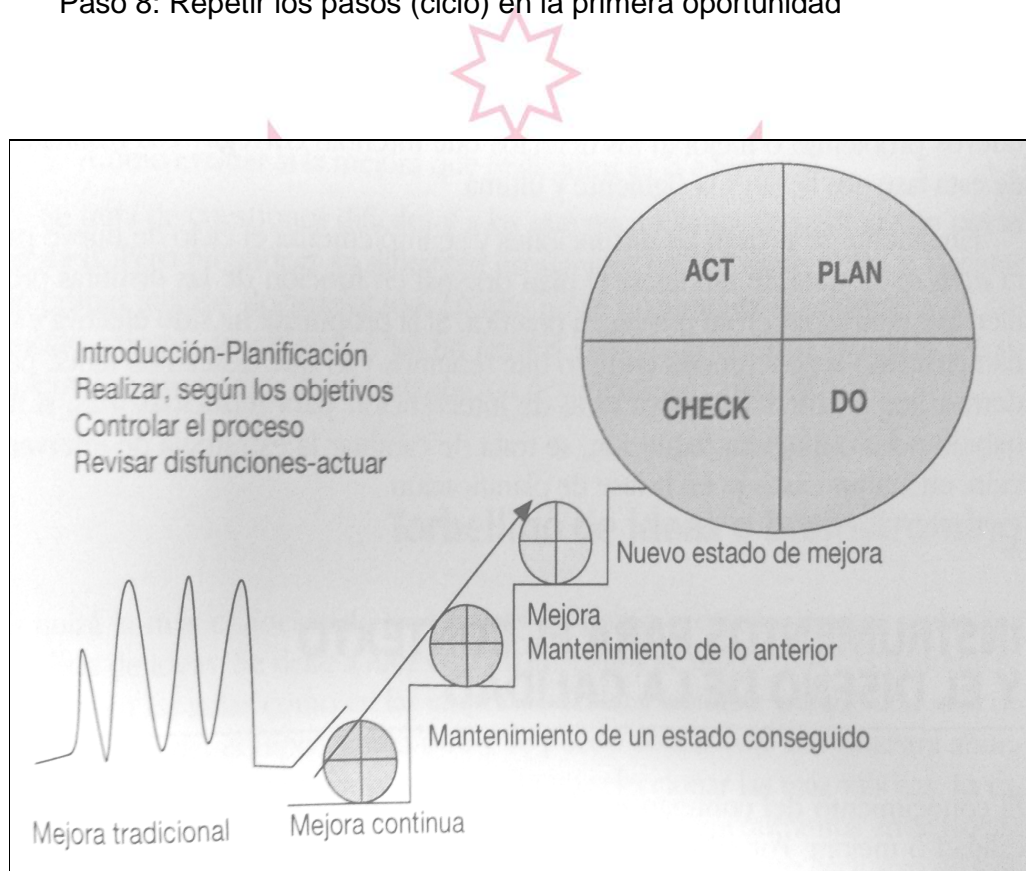 Paso 8: Repetir los pasos (ciclo) en la primera oportunidad
ACT
PLAN
CHECK
DO
Introducción-Planificación
Realizar, según los objetivos
Controlar el proceso
Revisar disfunciones-actuar
Nuevo estado de mejora
Mejora
Mantenimiento de lo anterior
Mantenimiento de un estado conseguido
Mejora tradicional
Mejora continua